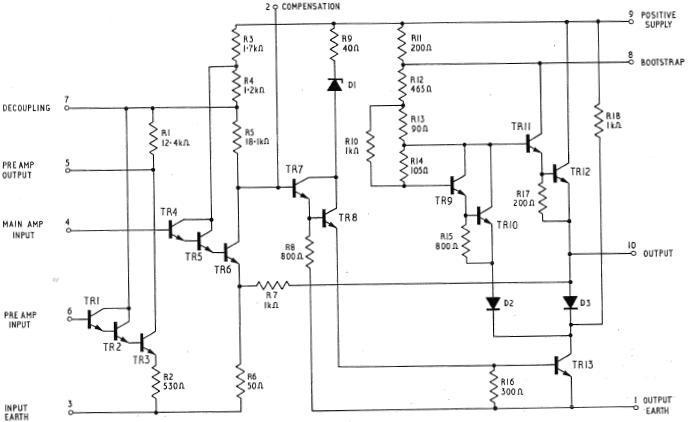 2 COMPENSATION
9 POSITIVE
SUPPLY
R3
1·7kΩ
R9
40Ω
R11
200Ω
8 BOOTSTRAP
R4
1·2kΩ
D1
R12
465Ω
DECOUPLING 7
R18
1kΩ
R13
90Ω
TR11
R1
12·4kΩ
R5
18·1kΩ
R10
1kΩ
R14
105Ω
PRE AMP
OUTPUT
5
TR7
TR12
TR9
R17
200Ω
TR4
TR8
TR10
MAIN AMP
INPUT
4
R15
800Ω
TR5
R8
800Ω
TR6
10 OUTPUT
R7
1kΩ
TR1
D2
D3
PRE AMP
INPUT
6
TR2
TR3
TR13
R2
530Ω
R6
50Ω
R16
300Ω
INPUT
EARTH
3
1 OUTPUT
EARTH